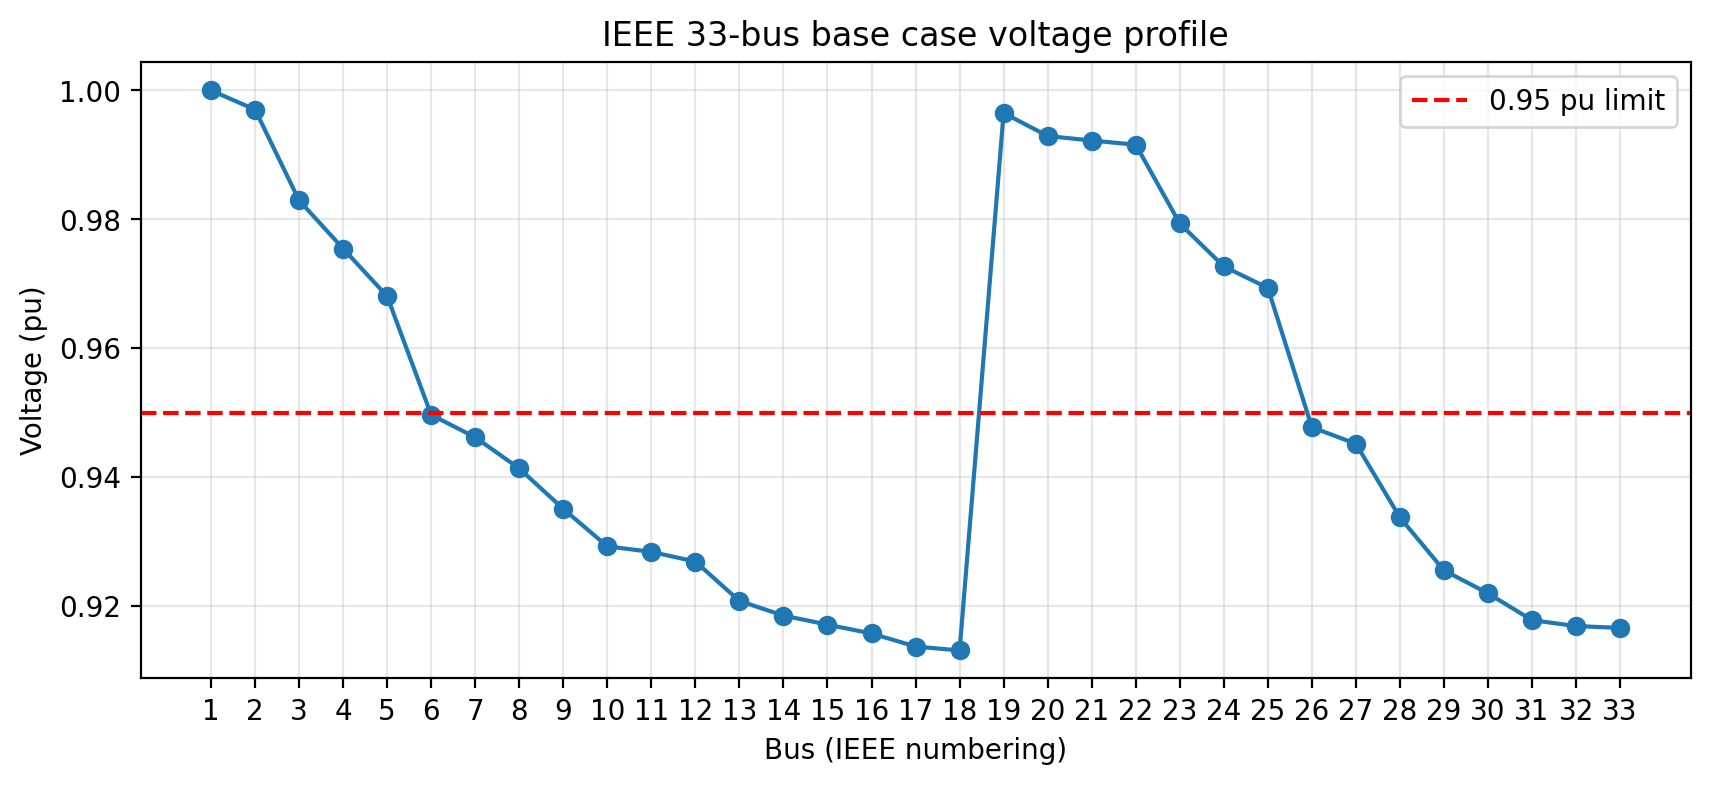 IEEE 33-bus base case voltage profile
0.95 pu limit
Voltage (pu)
1.00
0.98
0.96
0.94
0.92
1 2 3 4 5 6 7 8 9 10 11 12 13 14 15 16 17 18 19 20 21 22 23 24 25 26 27 28 29 30 31 32 33
Bus (IEEE numbering)